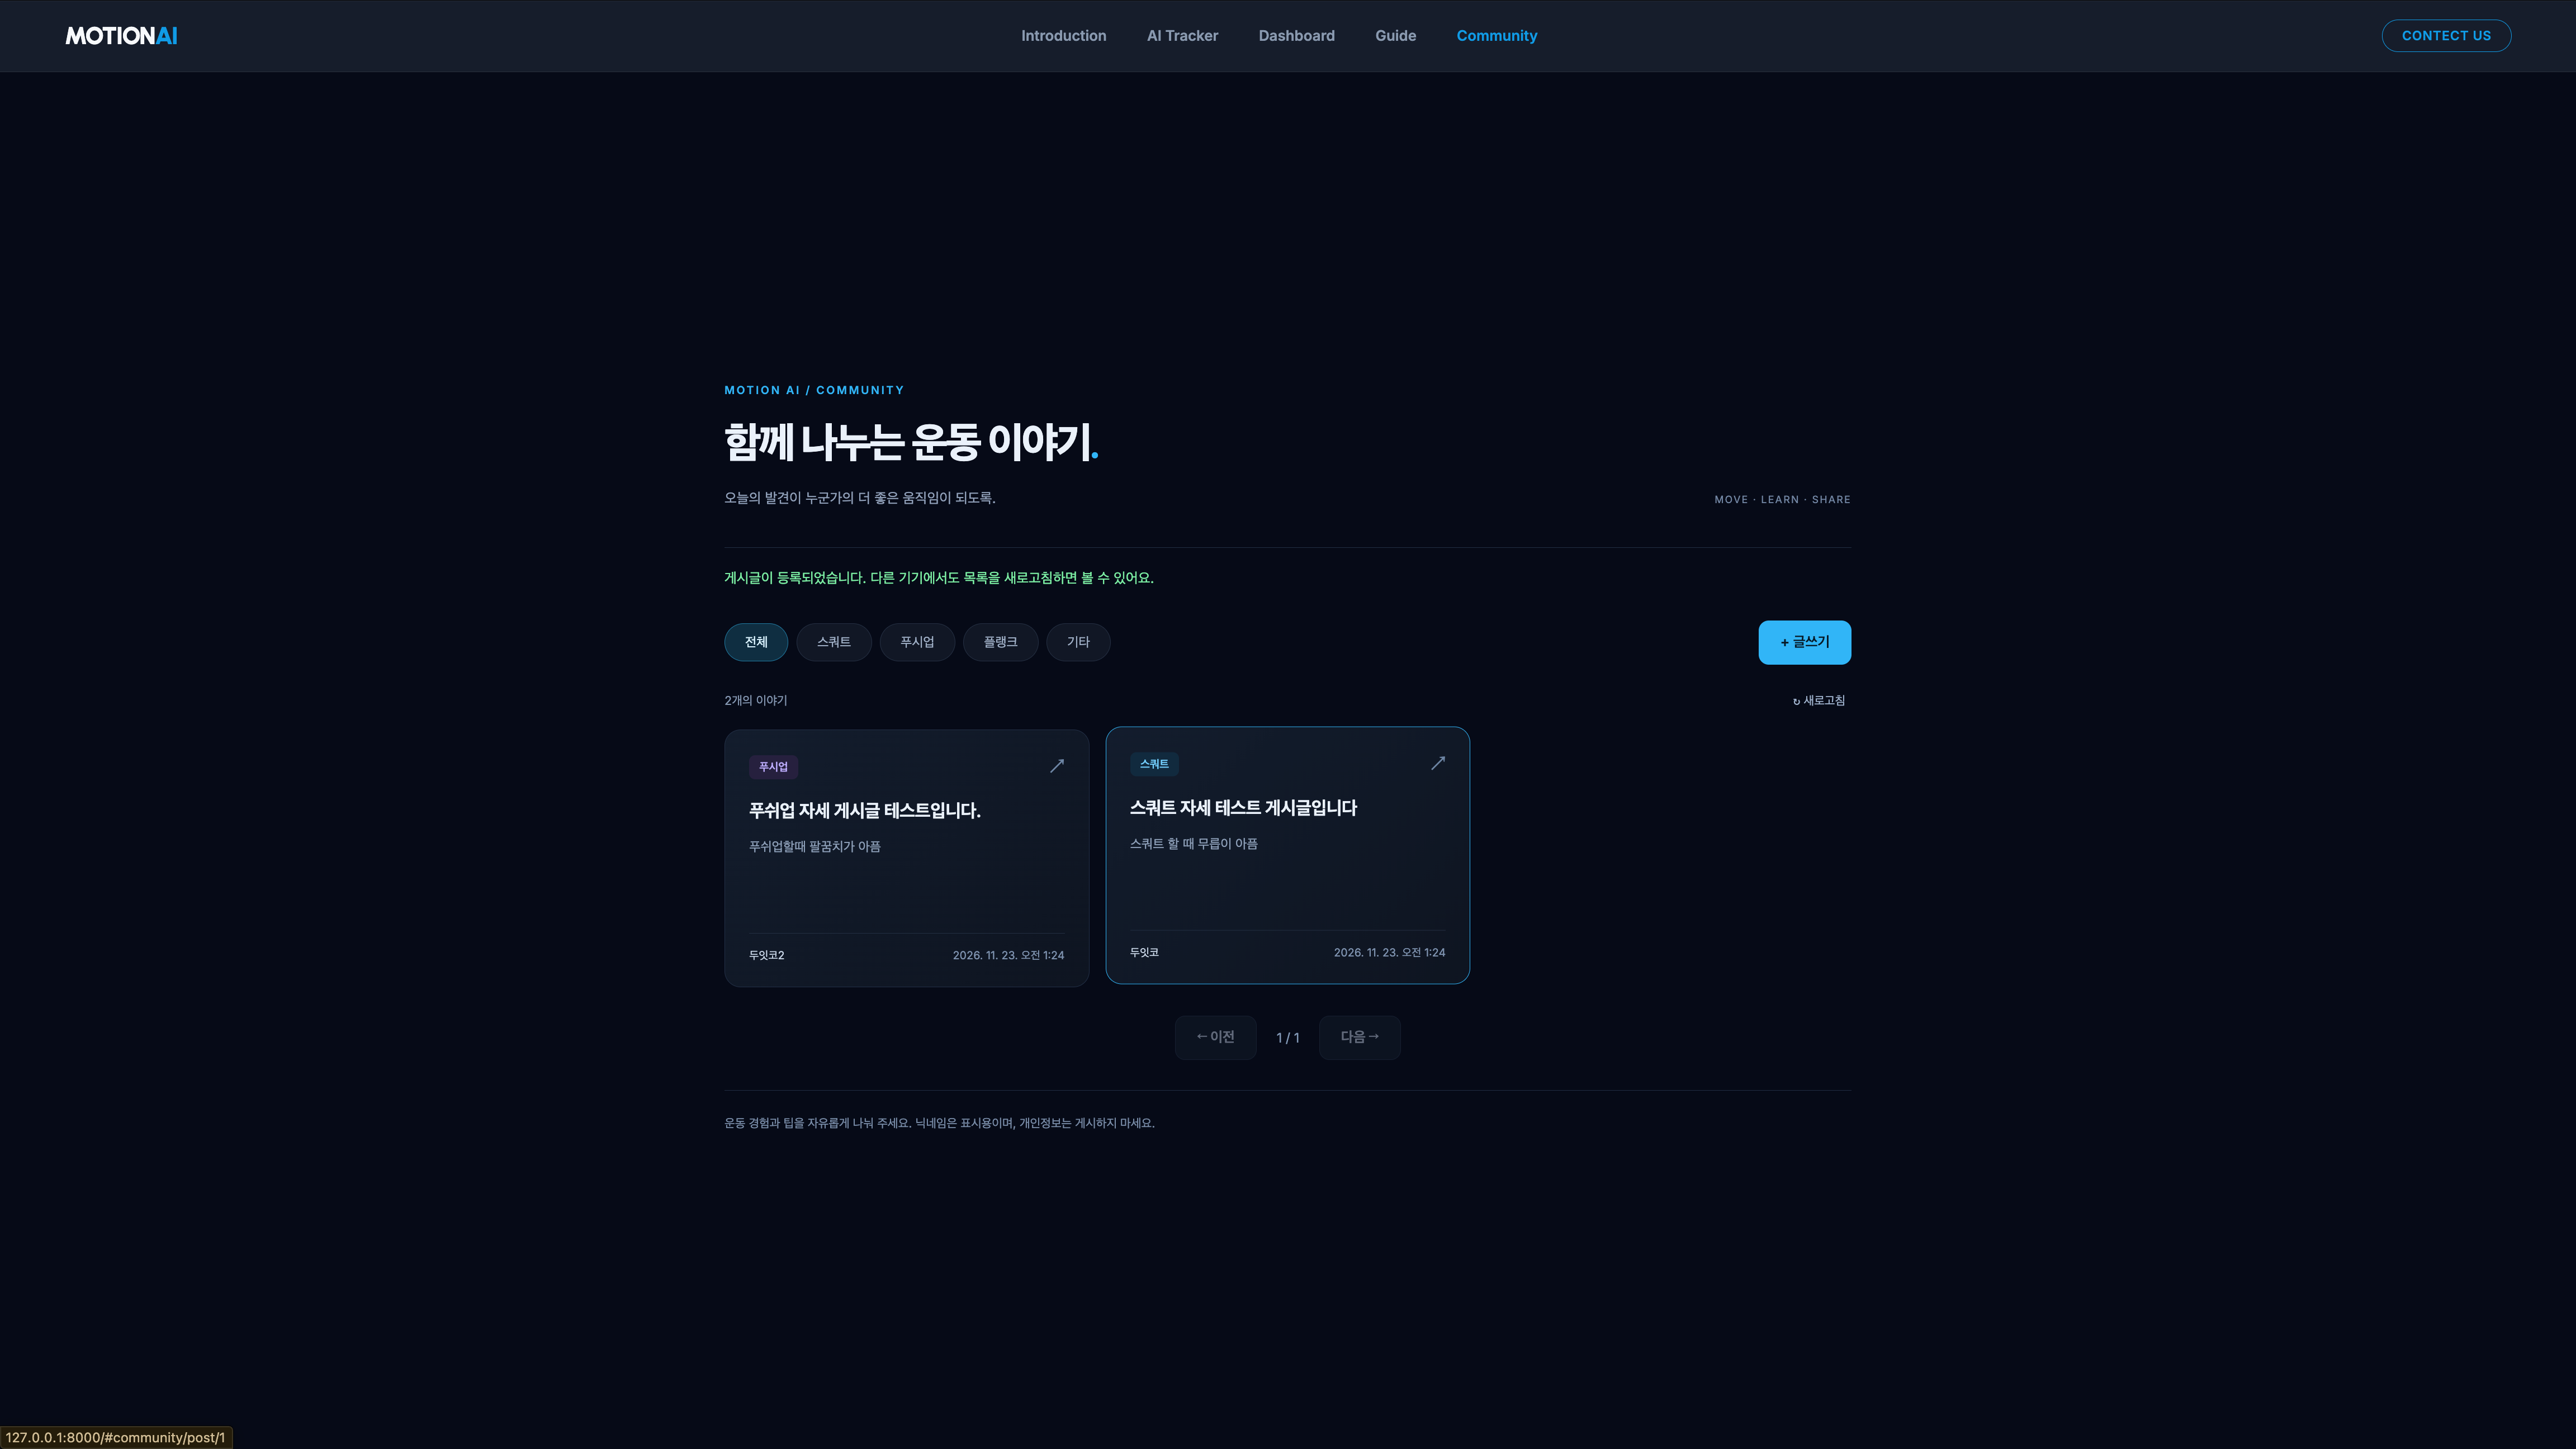 MOTIONAI
Introduction
AI Tracker
Dashboard
Guide
Community
CONTECT US
MOTION AI / COMMUNITY
함께 나누는 운동 이야기.
오늘의 발견이 누군가의 더 좋은 움직임이 되도록.
MOVE · LEARN · SHARE
게시글이 등록되었습니다. 다른 기기에서도 목록을 새로고침하면 볼 수 있어요.
전체
스쿼트
푸시업
플랭크
기타
+ 글쓰기
2개의 이야기
↻ 새로고침
푸시업
↗
푸쉬업 자세 게시글 테스트입니다.
푸쉬업할때 팔꿈치가 아픔
두잇코2
2026. 11. 23. 오전 1:24
스쿼트
↗
스쿼트 자세 테스트 게시글입니다
스쿼트 할 때 무릅이 아픔
두잇코
2026. 11. 23. 오전 1:24
← 이전
1 / 1
다음 →
운동 경험과 팁을 자유롭게 나눠 주세요. 닉네임은 표시용이며, 개인정보는 게시하지 마세요.
127.0.0.1:8000/#community/post/1